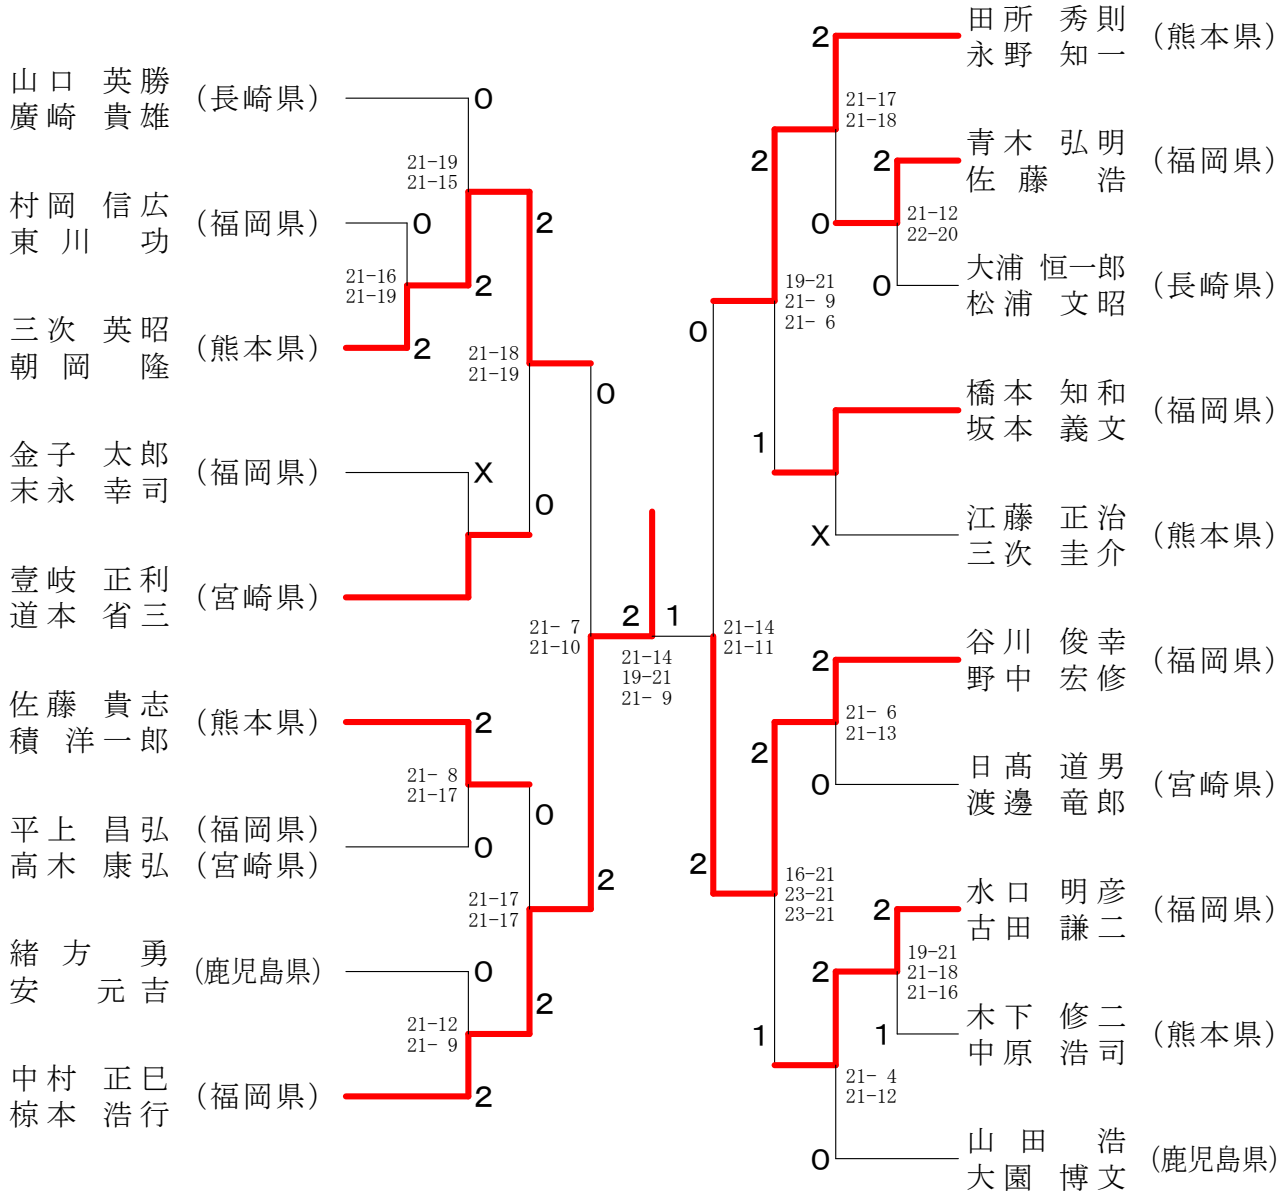 山口 英勝
廣崎 貴雄
(長崎県)
0
21-19
21-15
村岡 信広
東川 功
(福岡県)
0
2
21-16
21-19
2
三次 英昭
朝岡 隆
(熊本県)
2
21-18
21-19
0
金子 太郎
末永 幸司
(福岡県)
X
0
壹岐 正利
道本 省三
(宮崎県)
21- 7
21-10
佐藤 貴志
積 洋一郎
(熊本県)
2
21- 8
21-17
0
平上 昌弘
高木 康弘
(福岡県)
(宮崎県)
0
2
21-17
21-17
緒方 勇
安 元吉
(鹿児島県)
0
2
21-12
21- 9
中村 正巳
椋本 浩行
(福岡県)
2
2
1
21-14
19-21
21- 9
田所 秀則
永野 知一
(熊本県)
2
21-17
21-18
2
青木 弘明
佐藤 浩
(福岡県)
2
0
21-12
22-20
大浦 恒一郎
松浦 文昭
(長崎県)
0
19-21
21- 9
21- 6
0
橋本 知和
坂本 義文
(福岡県)
1
江藤 正治
三次 圭介
(熊本県)
X
21-14
21-11
谷川 俊幸
野中 宏修
(福岡県)
2
21- 6
21-13
2
日髙 道男
渡邊 竜郎
(宮崎県)
0
2
16-21
23-21
23-21
水口 明彦
古田 謙二
(福岡県)
2
2
19-21
21-18
21-16
木下 修二
中原 浩司
(熊本県)
1
1
21- 4
21-12
山田 浩
大園 博文
(鹿児島県)
0